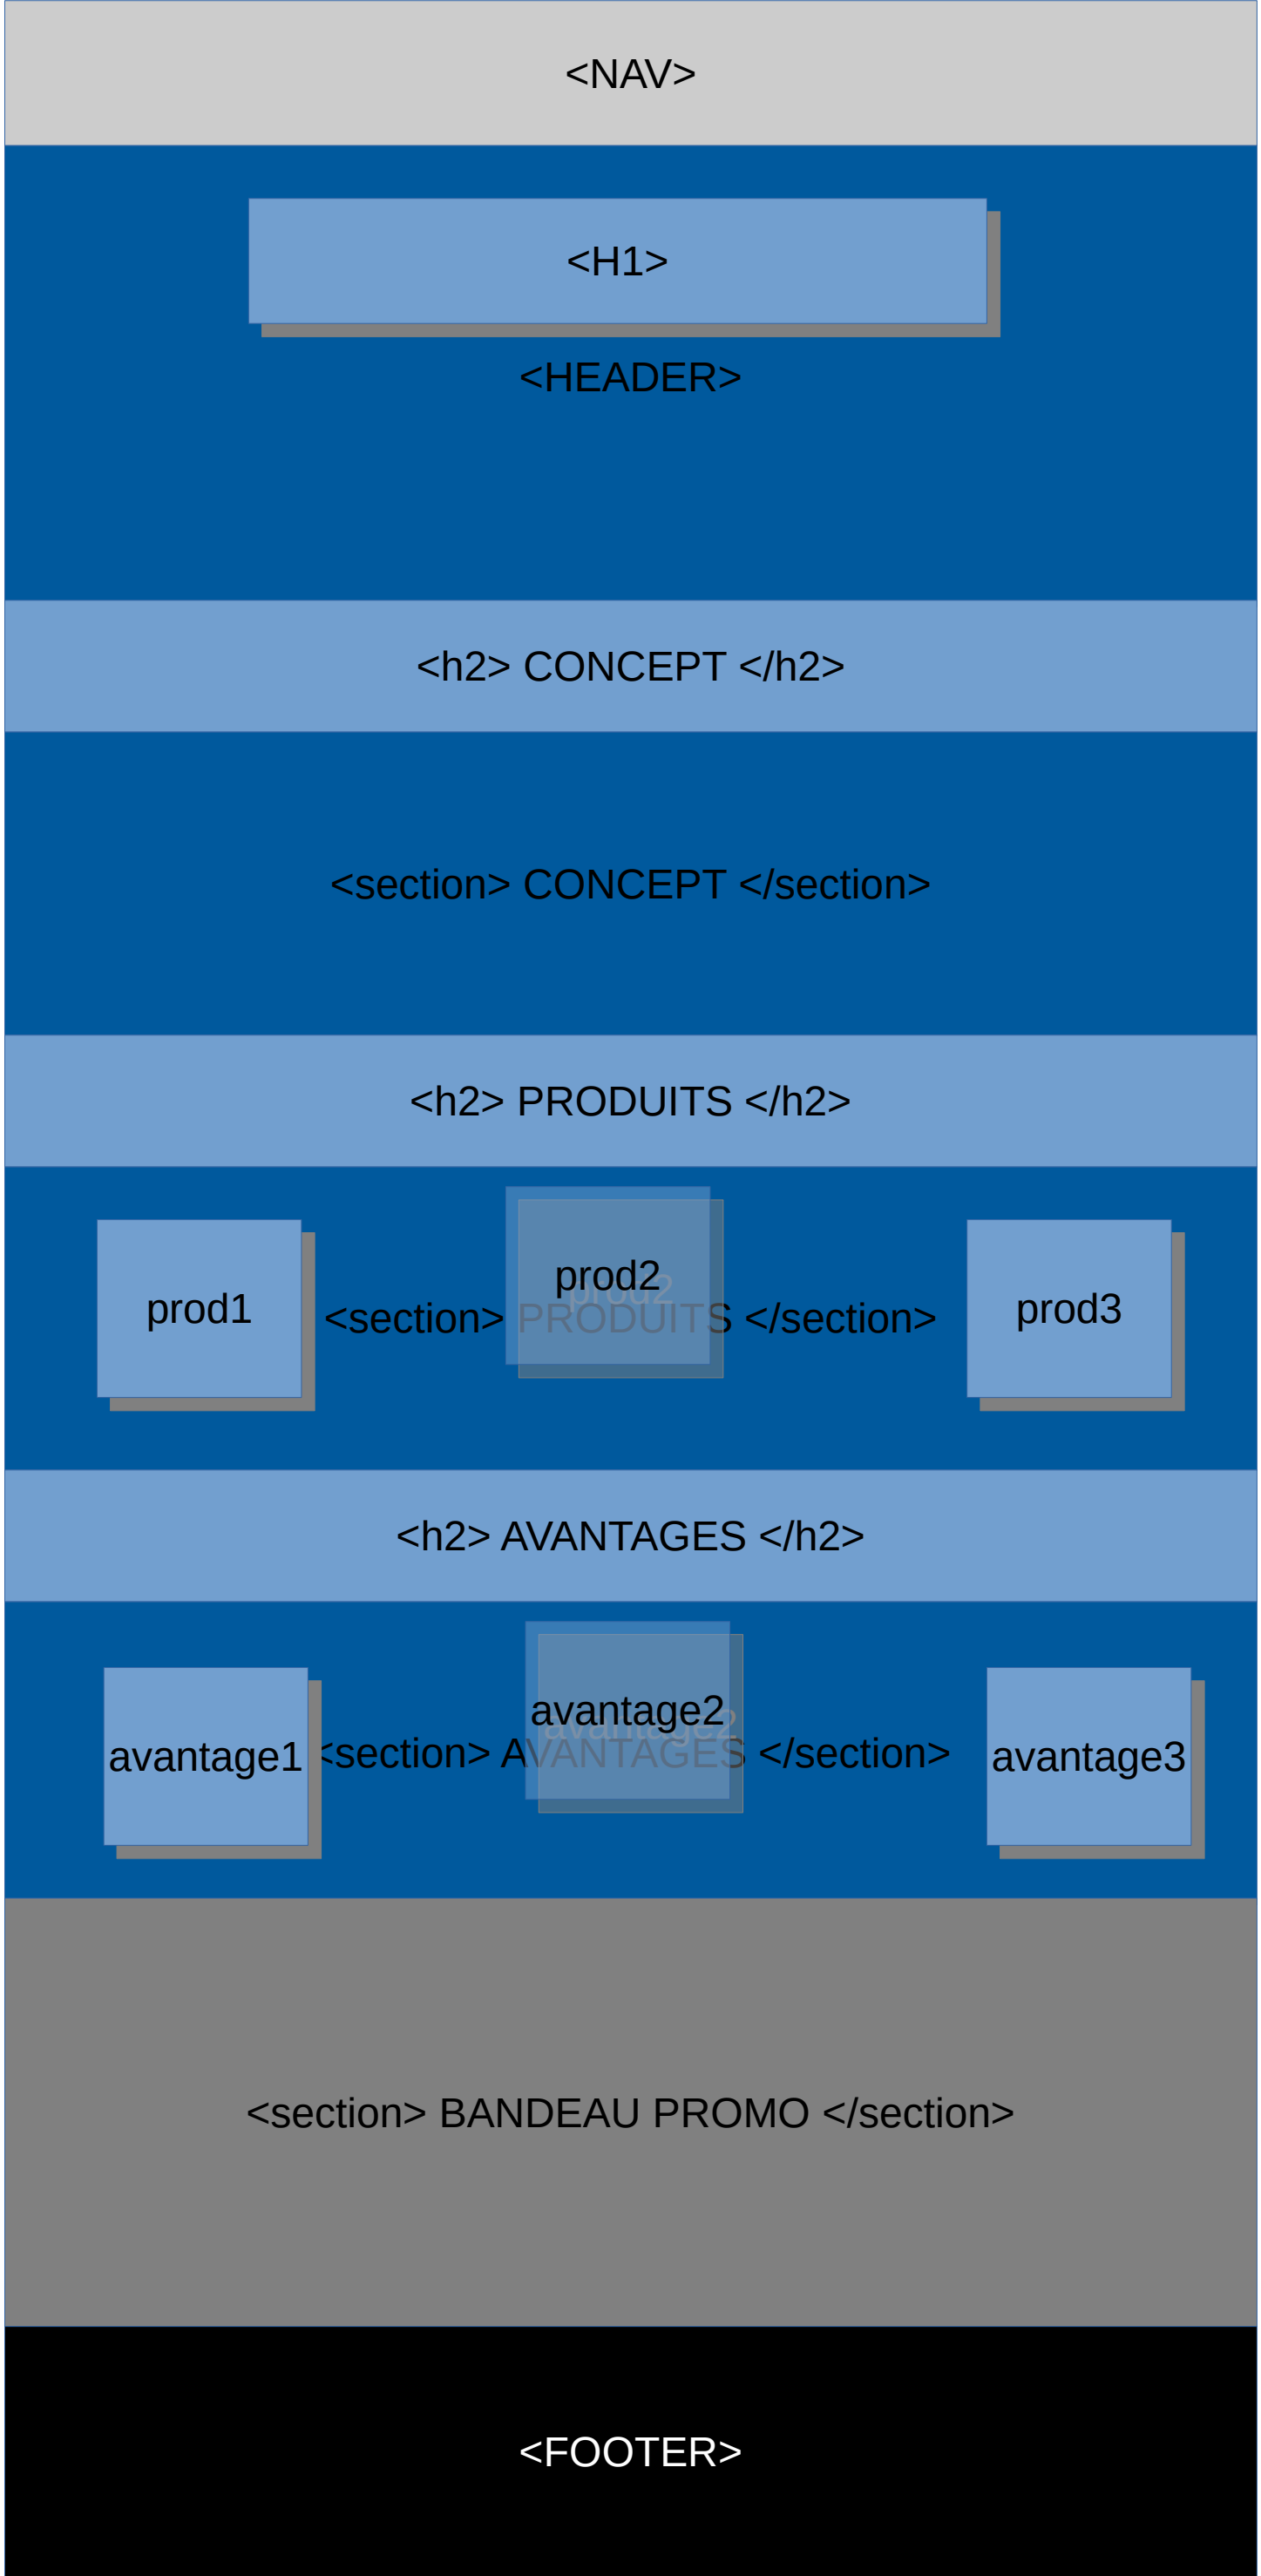 <NAV>
<H1>
<HEADER>
<h2> CONCEPT </h2>
<section> CONCEPT </section>
<h2> PRODUITS </h2>
prod1
prod2
prod3
<section> PRODUITS </section>
<h2> AVANTAGES </h2>
avantage1
avantage2
avantage3
<section> AVANTAGES </section>
<section> BANDEAU PROMO </section>
<FOOTER>